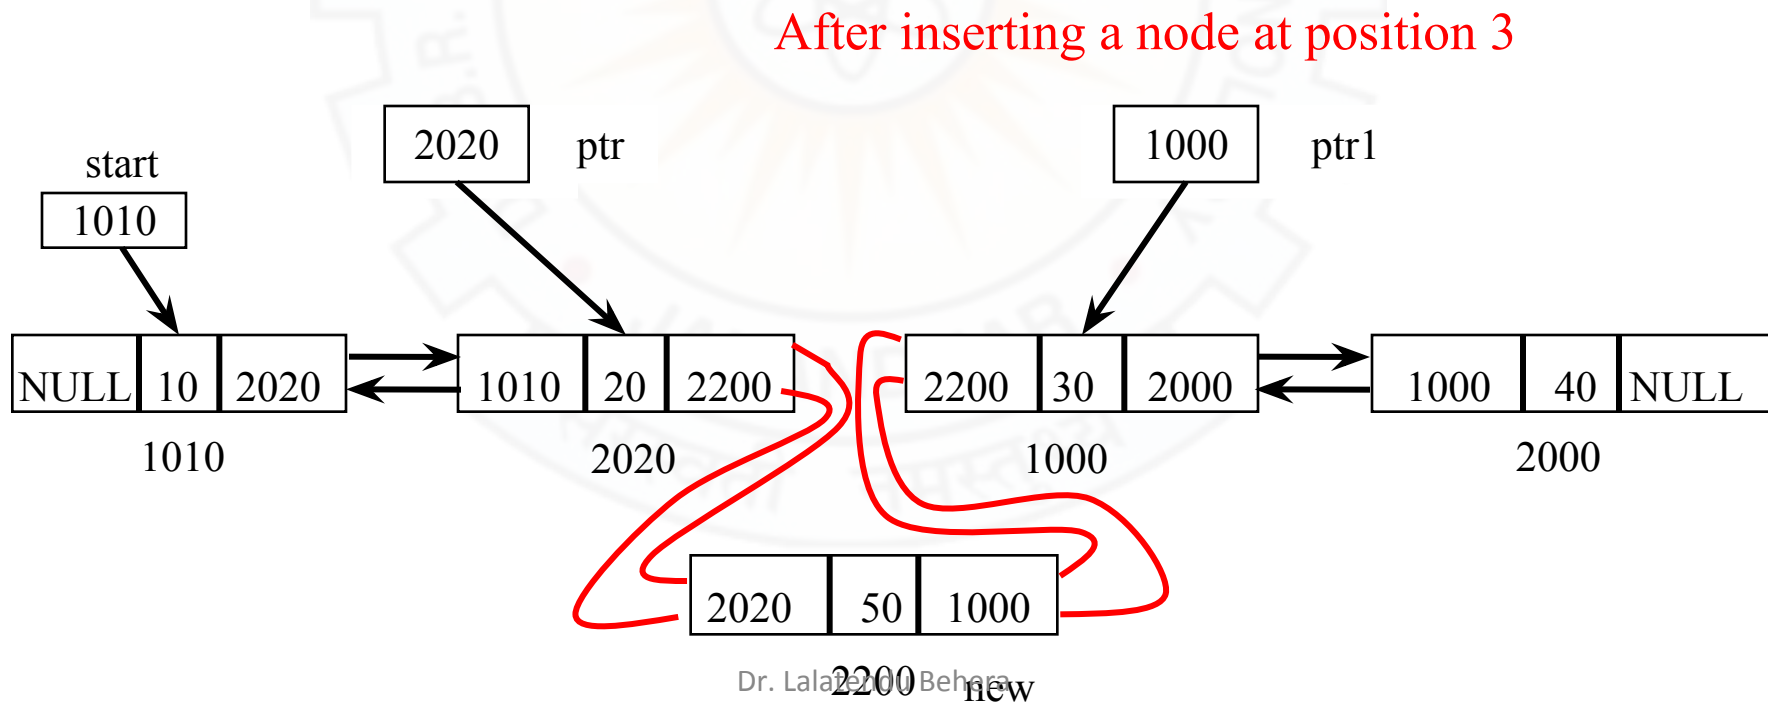 After inserting a node at position 3
2020 ptr 1000 ptr1
start
1010
NULL 10 2020 1010 20 2200 2200 30 2000 1000 40 NULL
1010 2020 1000 2000
2020 50 1000
2200 new
Dr. Lalatendu Behera